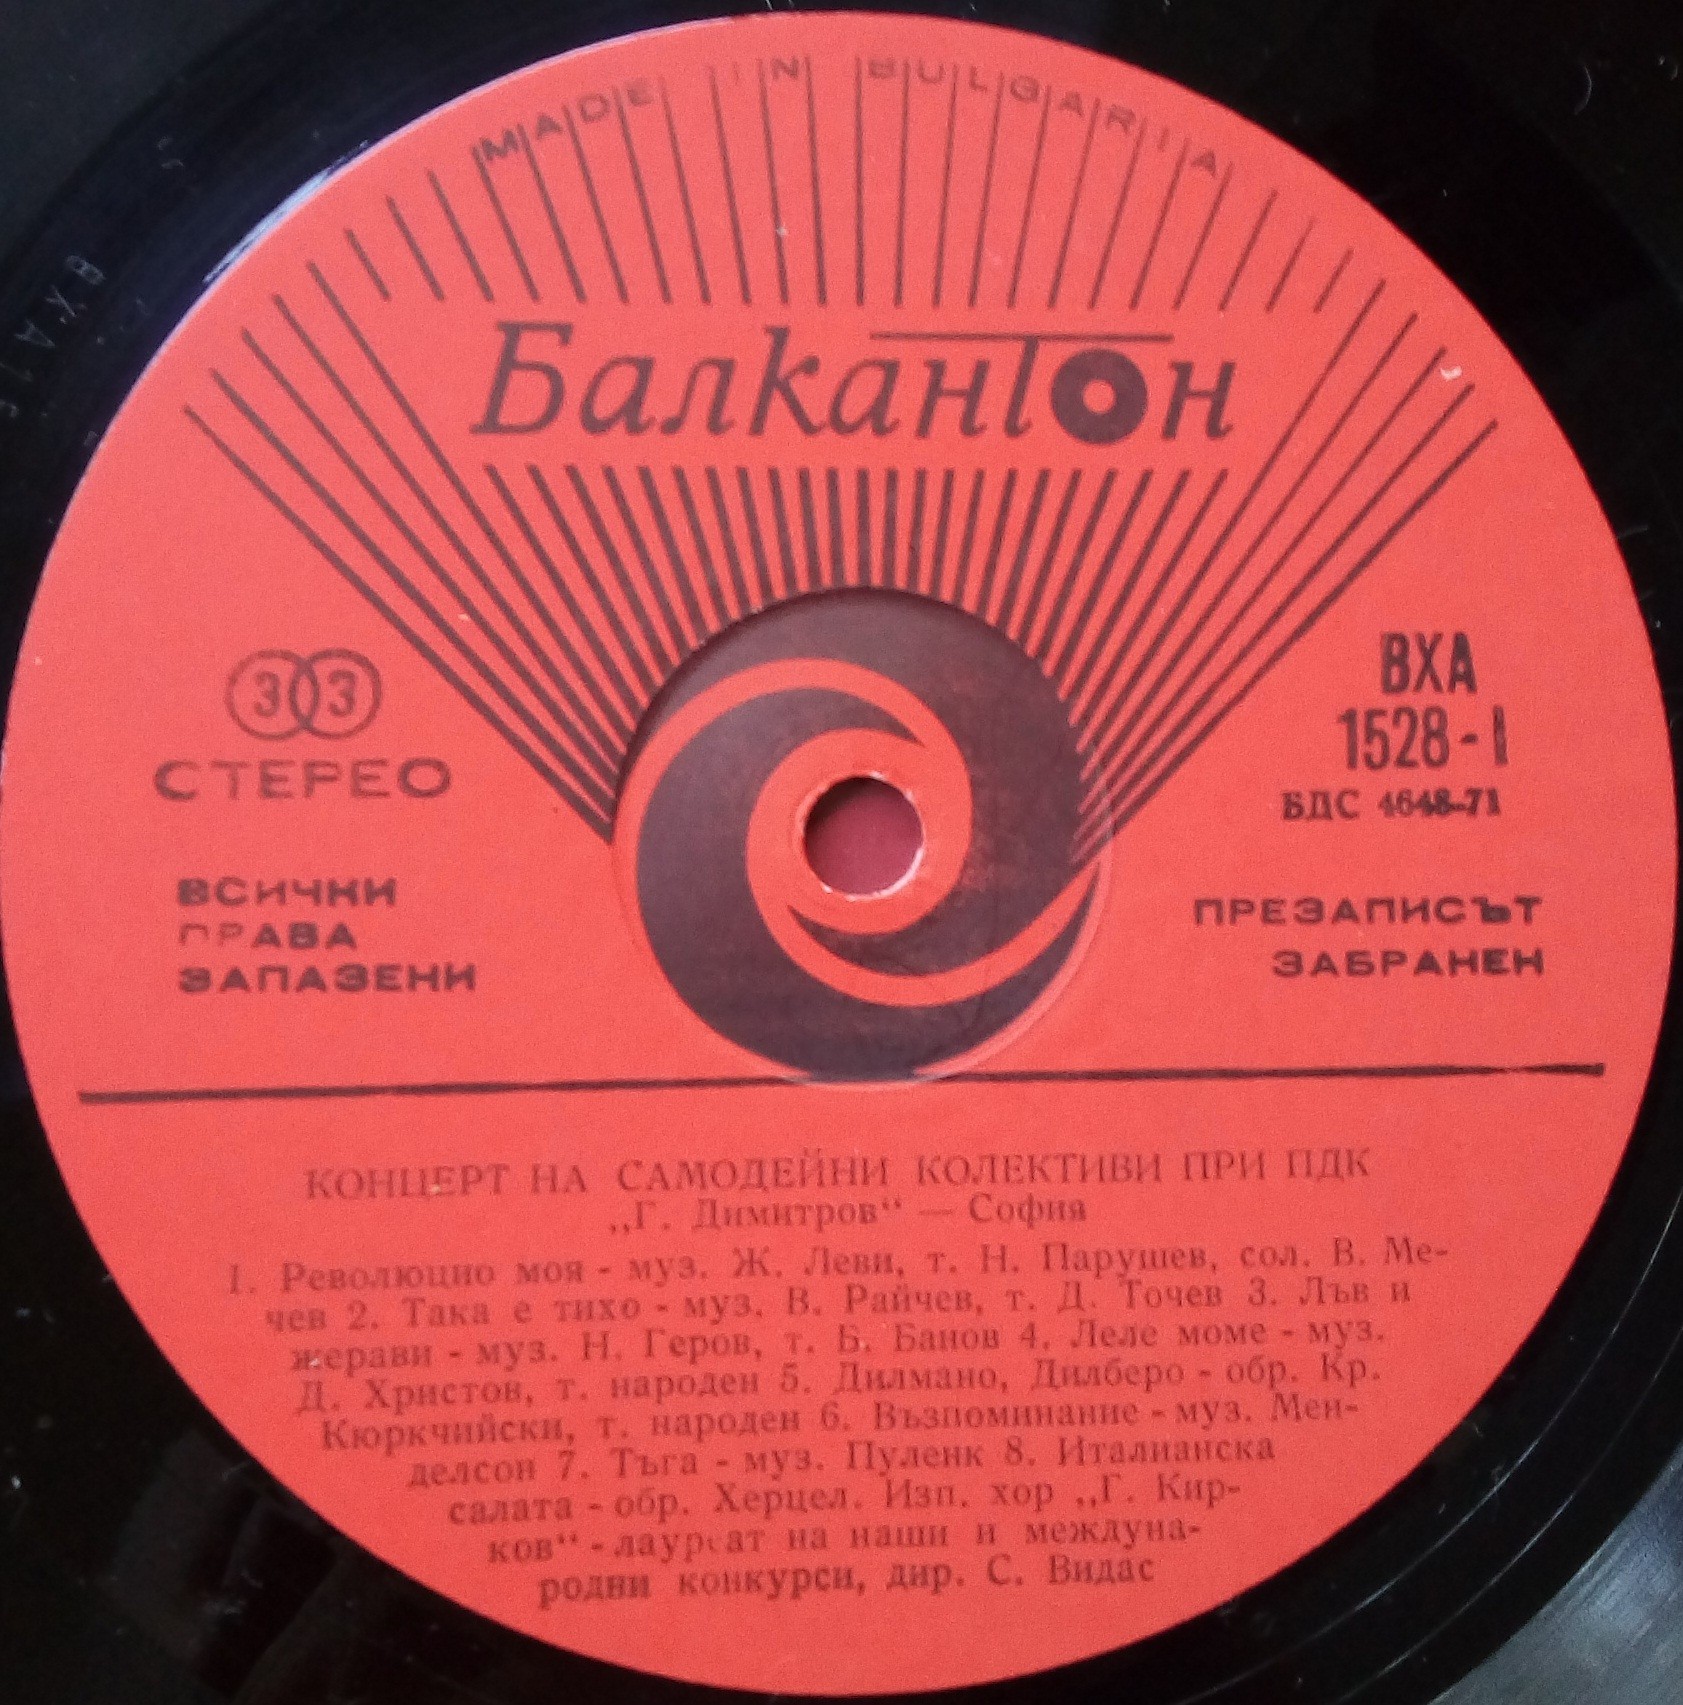 MADE IN BULGARIA
Балкантон
33
СТЕРЕО
ВСИЧКИ
ПРАВА
ЗАПАЗЕНИ
ВХА
1528-I
БДС 4648-71
ПРЕЗАПИСЪТ
ЗАБРАНЕН
КОНЦЕРТ НА САМОДЕЙНИ КОЛЕКТИВИ ПРИ ПДК
„Г. Димитров“ — София
1. Революцио моя - муз. Ж. Леви, т. Н. Парушев, сол. В. Ме-
чев 2. Така е тихо - муз. В. Райчев, т. Д. Точев 3. Лъв и
жерави - муз. Н. Геров, т. Б. Банов 4. Леле моме - муз.
Д. Христов, т. народен 5. Дилмано, Дилберо - обр. Кр.
Кюркчийски, т. народен 6. Възпоминание - муз. Мен-
делсон 7. Тъга - муз. Пуленк 8. Италианска
салата - обр. Херцел. Изп. хор „Г. Кир-
ков“ - лауреат на наши и междуна-
родни конкурси, дир. С. Видас